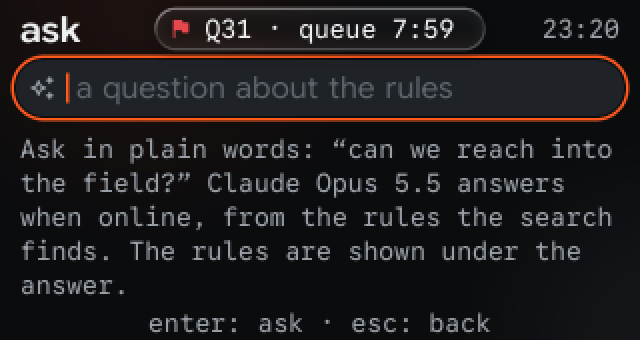 ask
Q31 · queue 7:59
23:20
a question about the rules
Ask in plain words: “can we reach into
the field?” Claude Opus 5.5 answers
when online, from the rules the search
finds. The rules are shown under the
answer.
enter: ask · esc: back